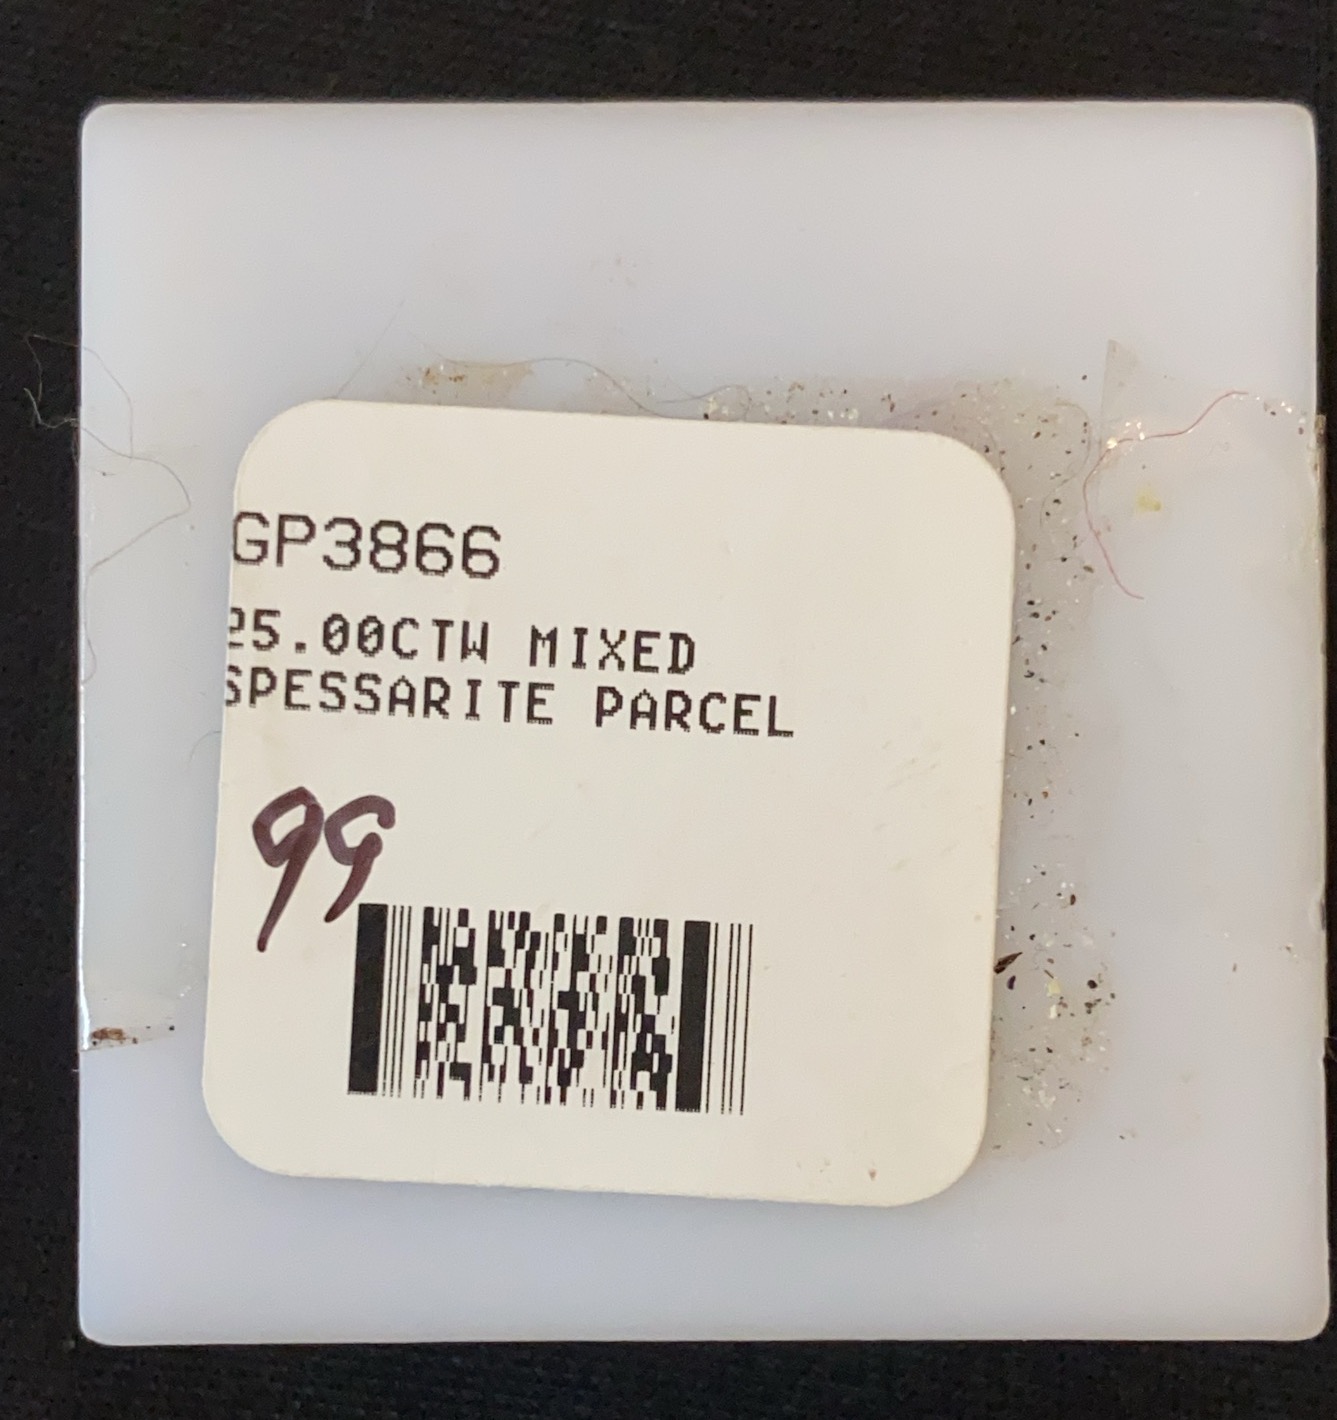 GP3866
25.00CTW MIXED
SPESSARITE PARCEL
99